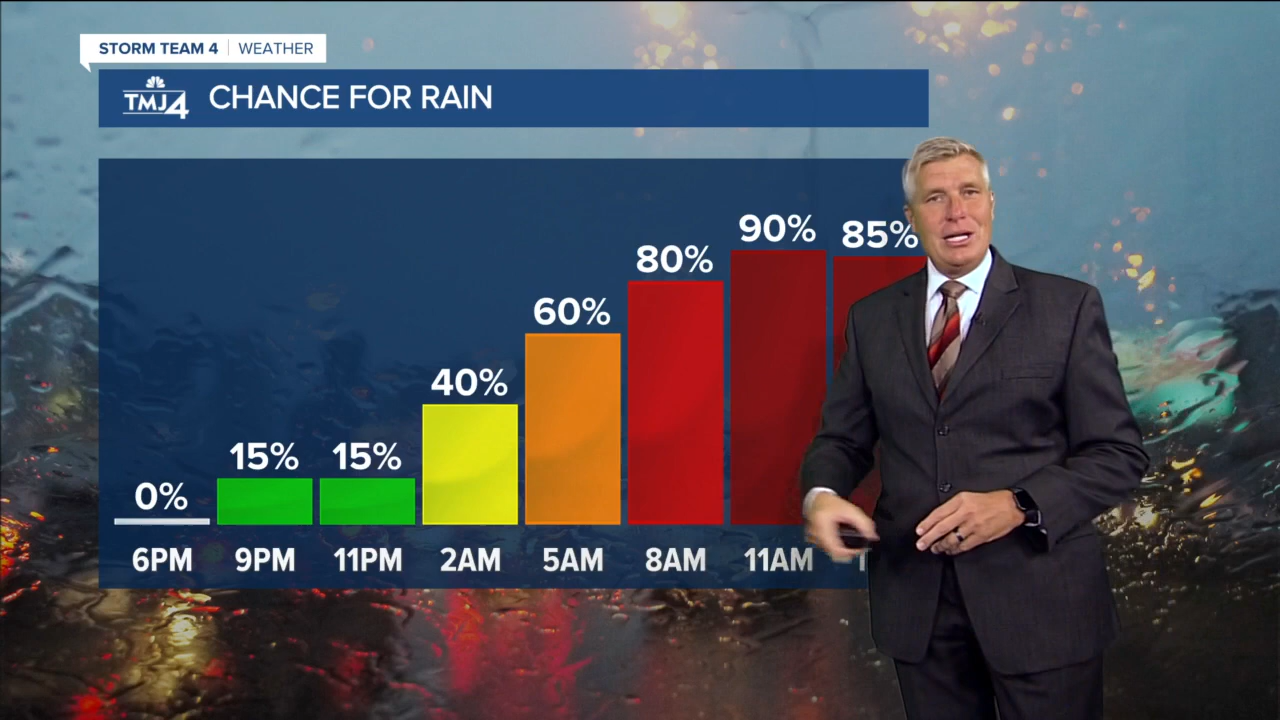 STORM TEAM 4 | WEATHER
TMJ4 CHANCE FOR RAIN
90% 85%
80%
60%
40%
15% 15%
0%
6PM 9PM 11PM 2AM 5AM 8AM 11AM